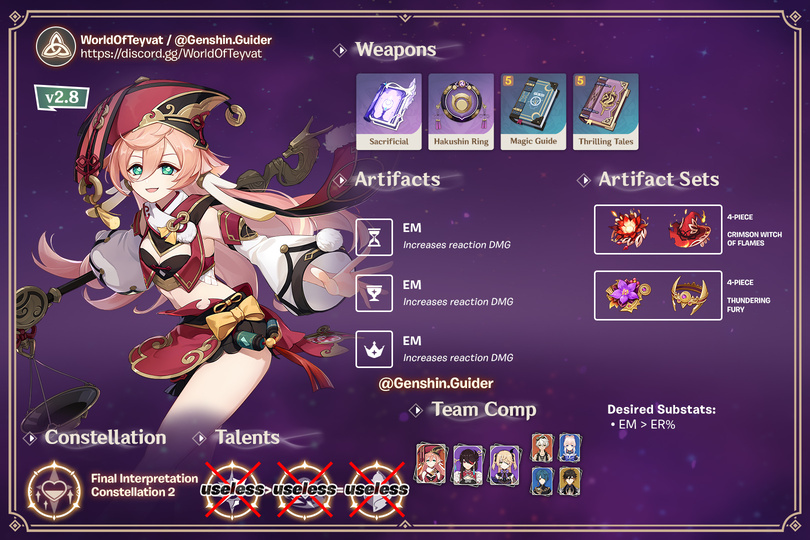 WorldOfTeyvat / @Genshin.Guider
https://discord.gg/WorldOfTeyvat
v2.8
Weapons
Sacrificial
Hakushin Ring
5
Magic Guide
5
Thrilling Tales
Artifacts
EM
Increases reaction DMG
EM
Increases reaction DMG
EM
Increases reaction DMG
@Genshin.Guider
Artifact Sets
4-PIECE
CRIMSON WITCH
OF FLAMES
4-PIECE
THUNDERING
FURY
Team Comp
Desired Substats:
• EM > ER%
Constellation
Final Interpretation
Constellation 2
Talents
useless>useless=useless